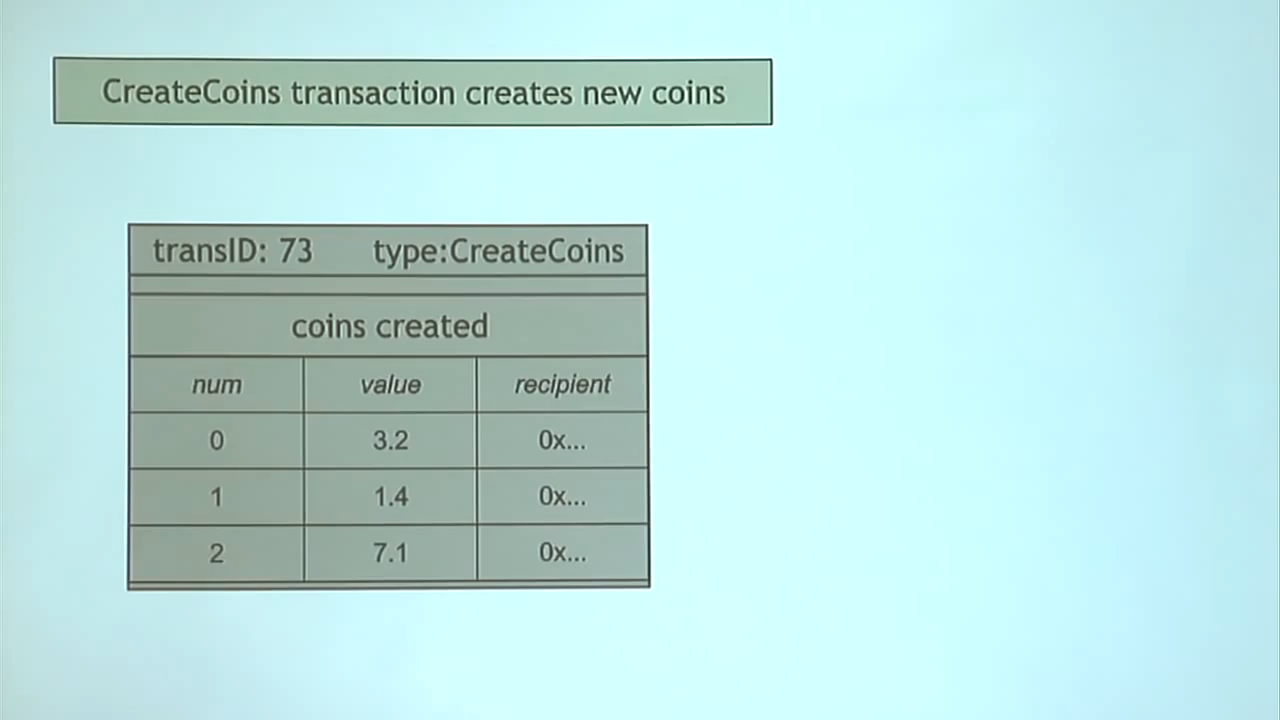 CreateCoins transaction creates new coins
transID: 73 type:CreateCoins
coins created
num value recipient
0 3.2 0x...
1 1.4 0x...
2 7.1 0x...